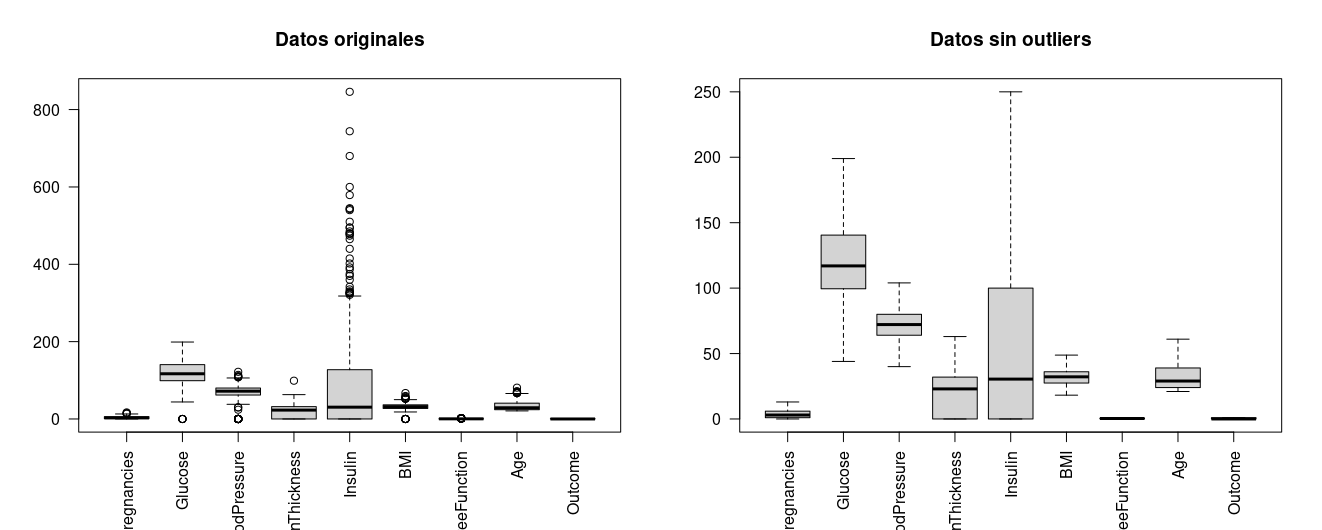 Datos originales
800
600
400
200
0
regnancies
Glucose
odPressure
nThickness
Insulin
BMI
eeFunction
Age
Outcome
Datos sin outliers
250
200
150
100
50
0
regnancies
Glucose
odPressure
nThickness
Insulin
BMI
eeFunction
Age
Outcome